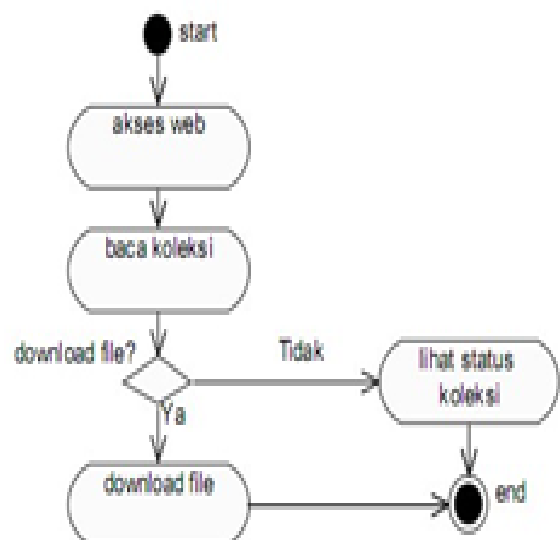 start
akses web
baca koleksi
download file?
Tidak
lihat status
koleksi
Ya
download file
end